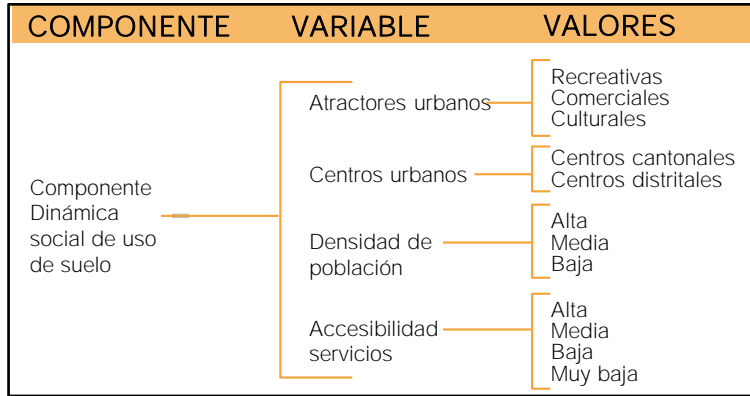 COMPONENTE VARIABLE VALORES
Componente
Dinámica
social de uso
de suelo
Atractores urbanos
Recreativas
Comerciales
Culturales
Centros urbanos
Centros cantonales
Centros distritales
Densidad de
población
Alta
Media
Baja
Accesibilidad
servicios
Alta
Media
Baja
Muy baja